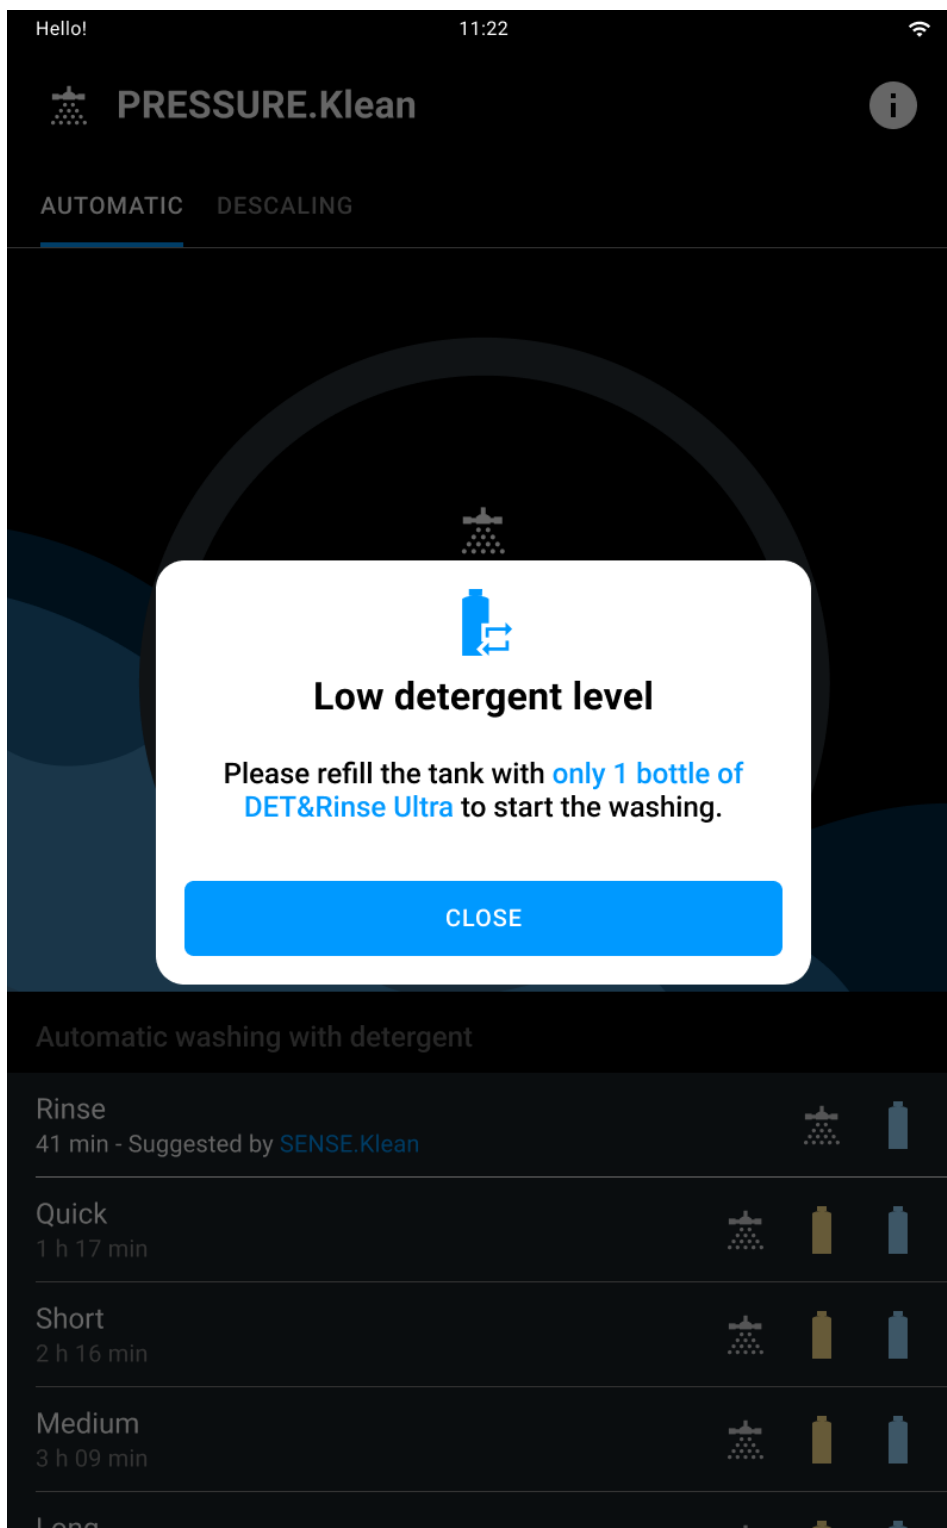 Hello!
11:22
PRESSURE.Klean
AUTOMATIC
DESCALING
Low detergent level
Please refill the tank with only 1 bottle of
DET&Rinse Ultra to start the washing.
CLOSE
Automatic washing with detergent
Rinse
41 min - Suggested by SENSE.Klean
Quick
1 h 17 min
Short
2 h 16 min
Medium
3 h 09 min
Long